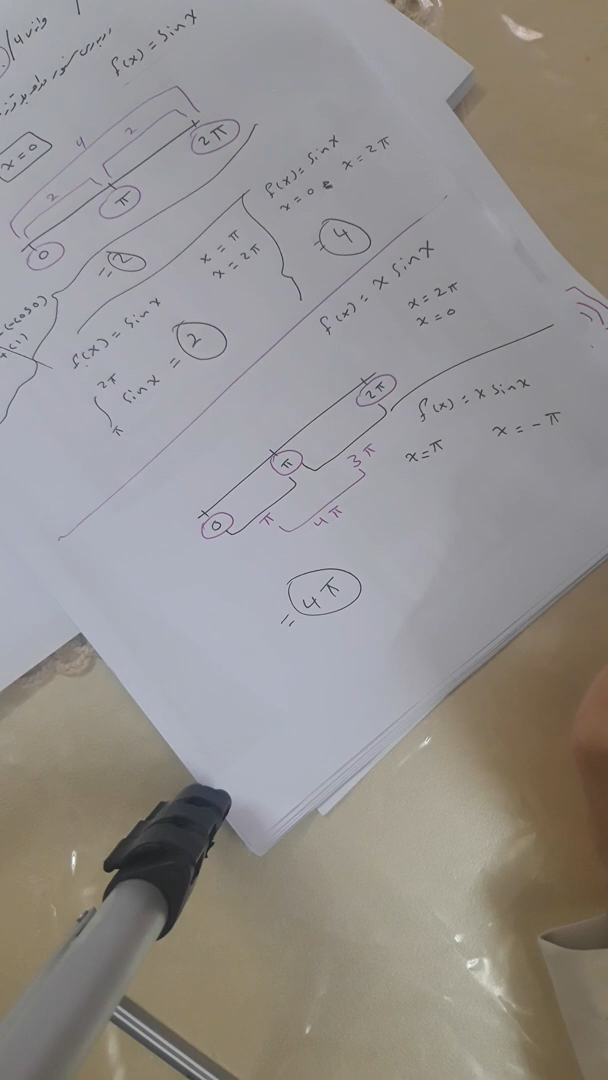 f(x) = sinx
4
2
2
0
π
2π
x = 0
= 2
f(x) = sinx
x = π
x = 2π
∫ π 2π sinx = 2
f(x) = sinx
x = 0
x = 2π
= 4
f(x) = x sinx
x = 2π
x = 0
0
π
2π
π
3π
4π
= 4π
f(x) = x sinx
x = π
x = -π